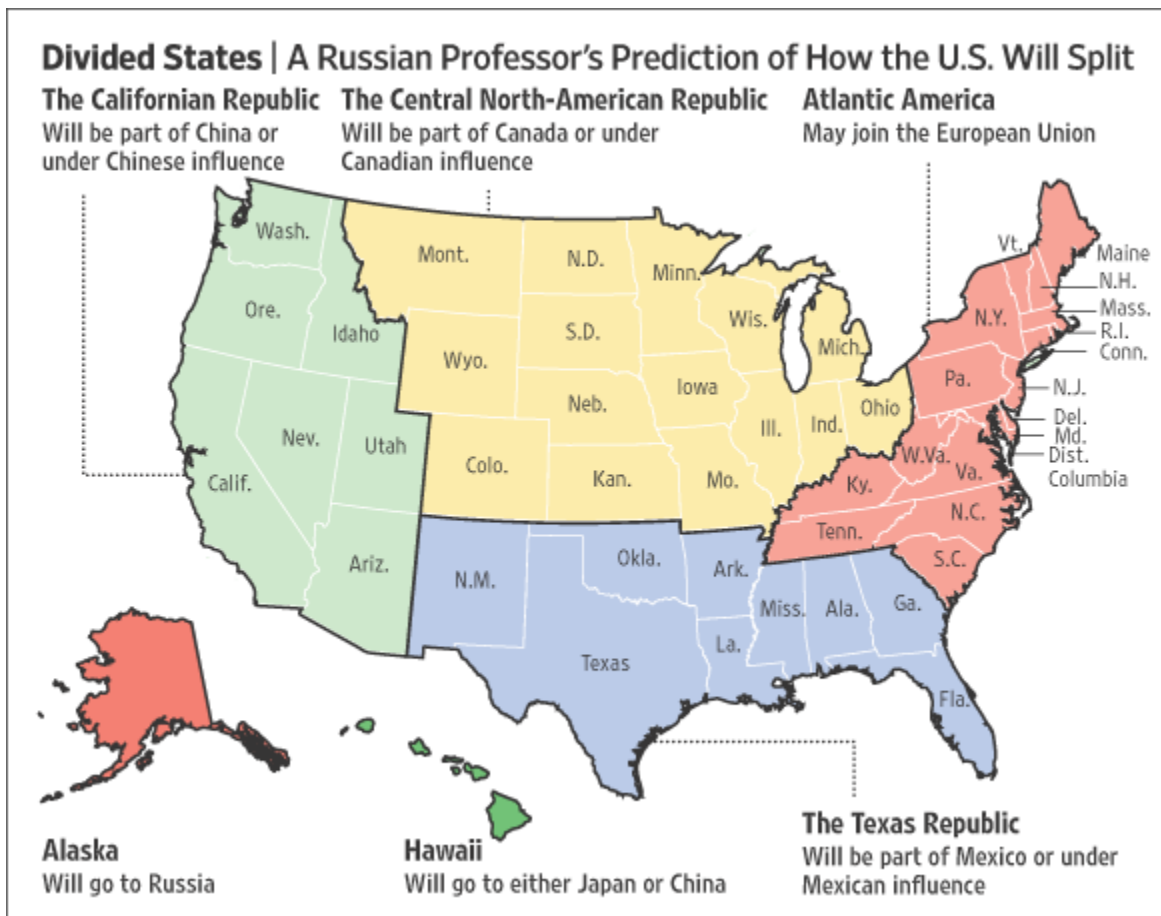 Divided States | A Russian Professor's Prediction of How the U.S. Will Split
The Californian Republic
Will be part of China or
under Chinese influence
The Central North-American Republic
Will be part of Canada or under
Canadian influence
Atlantic America
May join the European Union
Wash.
Ore.
Idaho
Nev.
Utah
Calif.
Ariz.
Mont.
N.D.
Minn.
S.D.
Wis.
Mich.
Wyo.
Iowa
Neb.
Ill.
Ind.
Ohio
Colo.
Kan.
Mo.
Vt.
Maine
N.H.
Mass.
R.I.
Conn.
N.Y.
Pa.
N.J.
Del.
Md.
Dist.
Columbia
W.Va.
Va.
Ky.
N.C.
Tenn.
S.C.
N.M.
Okla.
Ark.
Miss.
Ala.
Ga.
La.
Texas
Fla.
Alaska
Will go to Russia
Hawaii
Will go to either Japan or China
The Texas Republic
Will be part of Mexico or under
Mexican influence